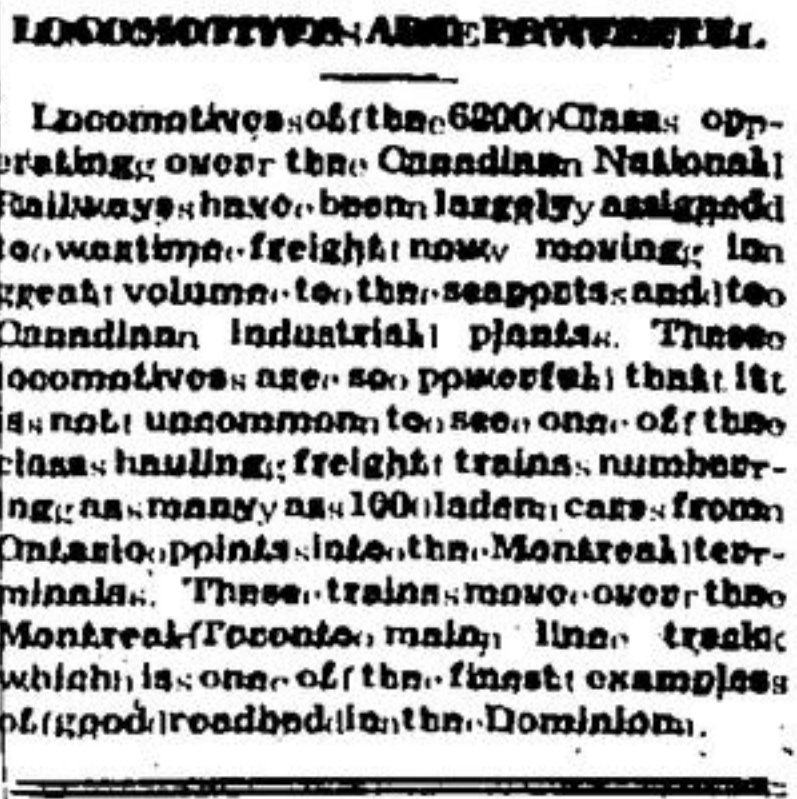 LOCOMOTIVES ARE POWERFUL.
Locomotives of the 6200 Class op-
erating over the Canadian National
Railways have been largely assigned
to wartime freight now moving in
great volume to the seaports and to
Canadian industrial plants. These
locomotives are so powerful that it
is not uncommon to see one of the
class hauling freight trains number-
ing as many as 100 laden cars from
Ontario points into the Montreal ter-
minals. These trains move over the
Montreal-Toronto main line track
which is one of the finest examples
of good roadbed in the Dominion.